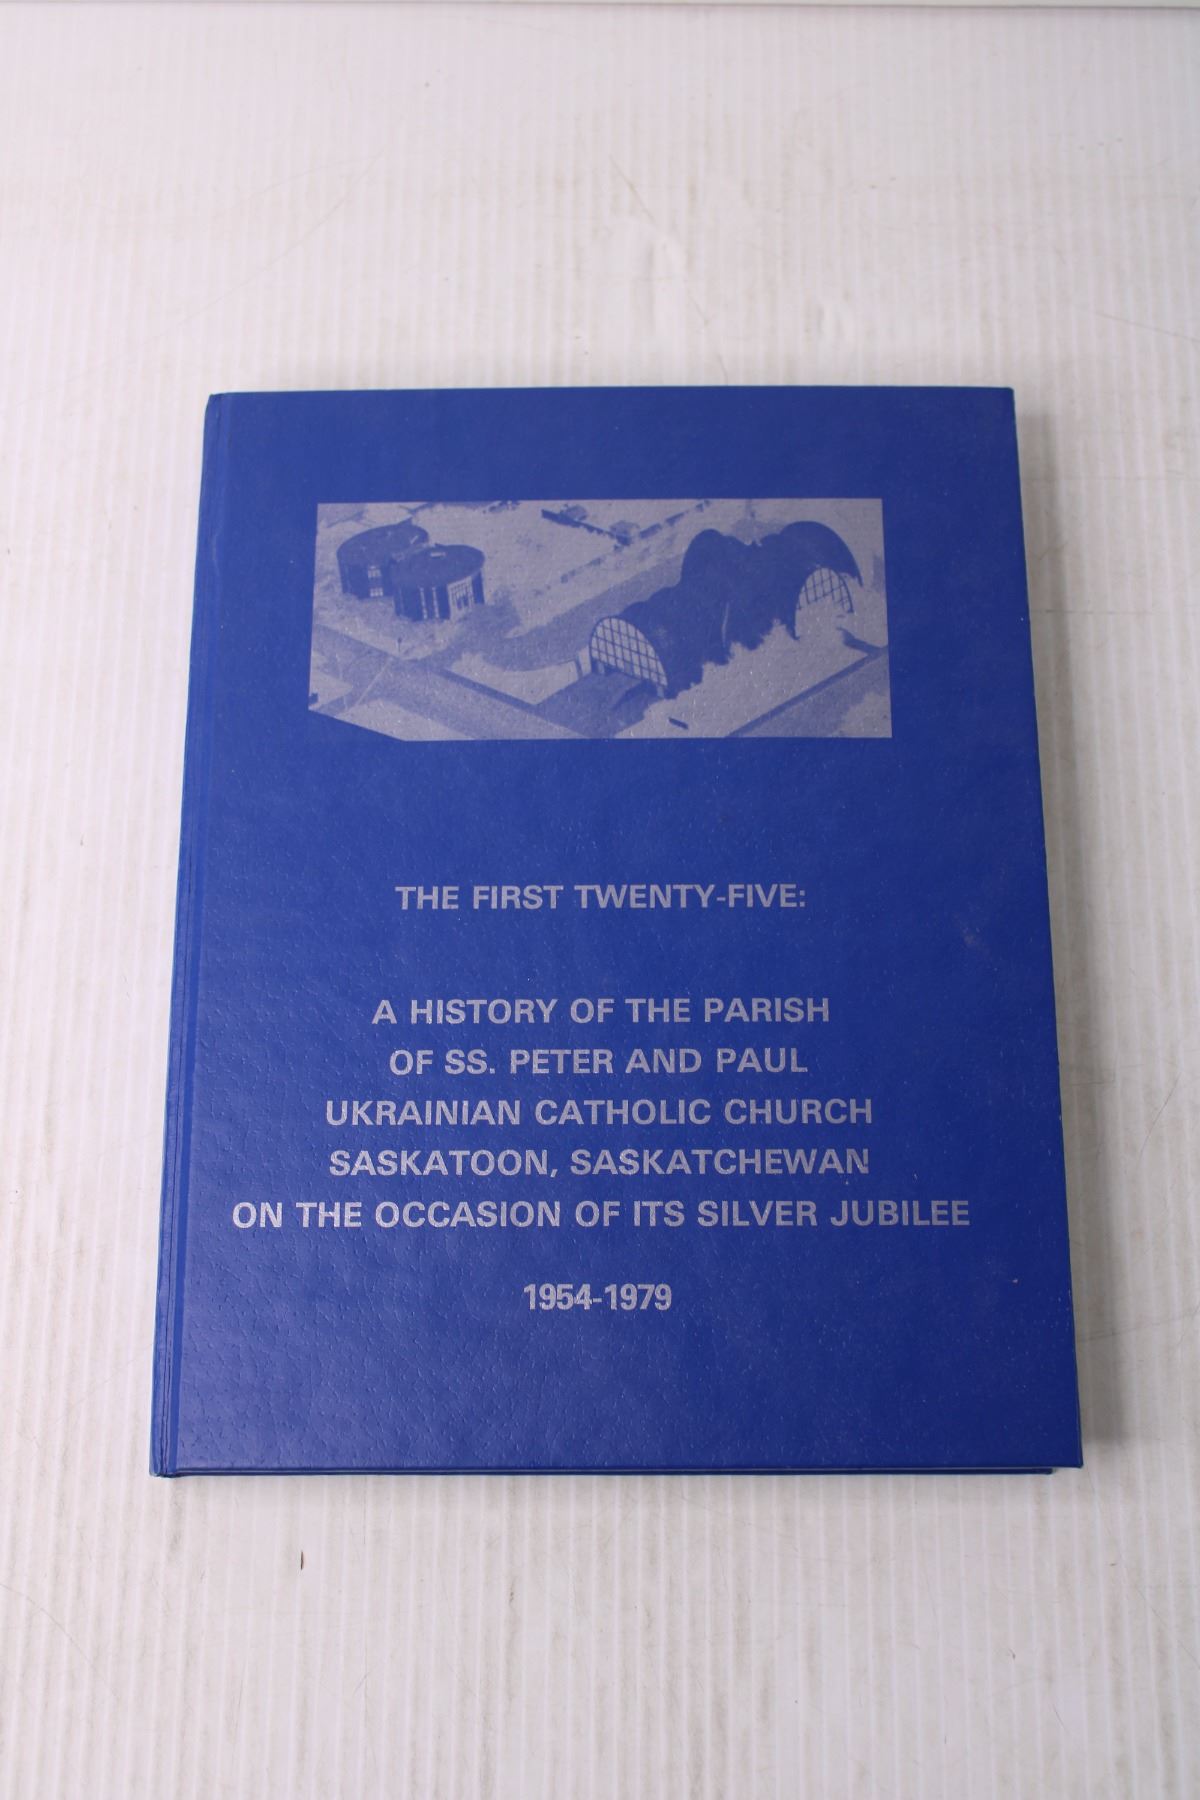 THE FIRST TWENTY-FIVE:
A HISTORY OF THE PARISH
OF SS. PETER AND PAUL
UKRAINIAN CATHOLIC CHURCH
SASKATOON, SASKATCHEWAN
ON THE OCCASION OF ITS SILVER JUBILEE
1954-1979